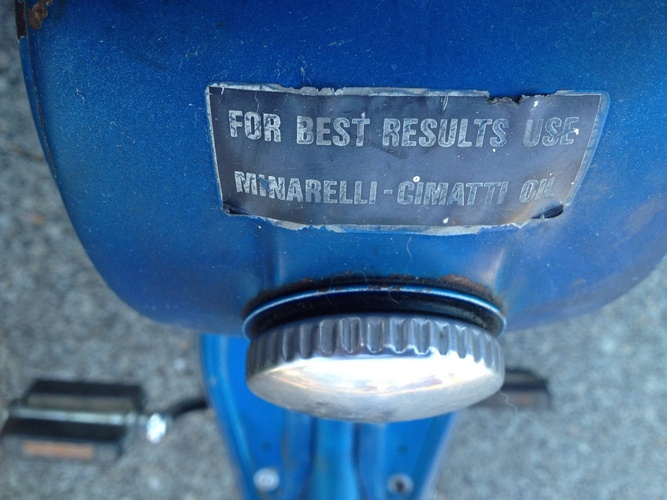 FOR BEST RESULTS USE
MINARELLI-CIMATTI OIL